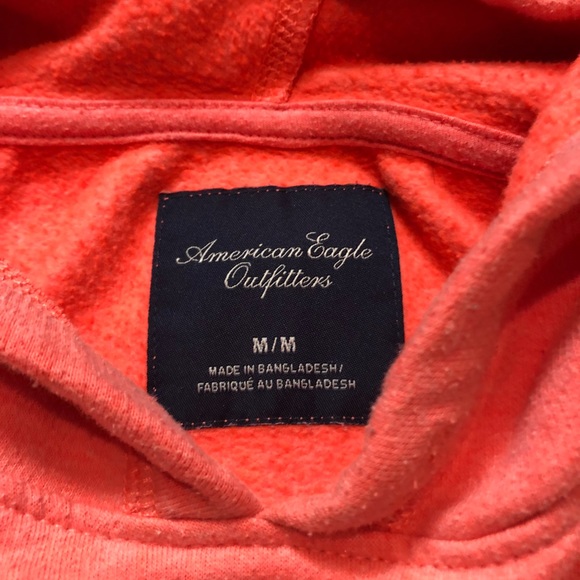 American Eagle
Outfitters
M/M
MADE IN BANGLADESH/
FABRIQUÉ AU BANGLADESH